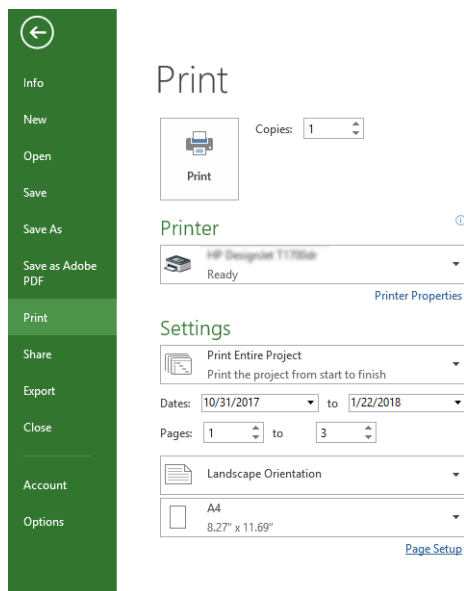 Print
Info
New
Open
Save
Save As
Save as Adobe
PDF
Print
Share
Export
Close
Account
Options
Print
Copies:
1
Printer
Ready
Printer Properties
Settings
Print Entire Project
Print the project from start to finish
Dates:
10/31/2017
to
1/22/2018
Pages:
1
to
3
Landscape Orientation
A4
8.27" x 11.69"
Page Setup